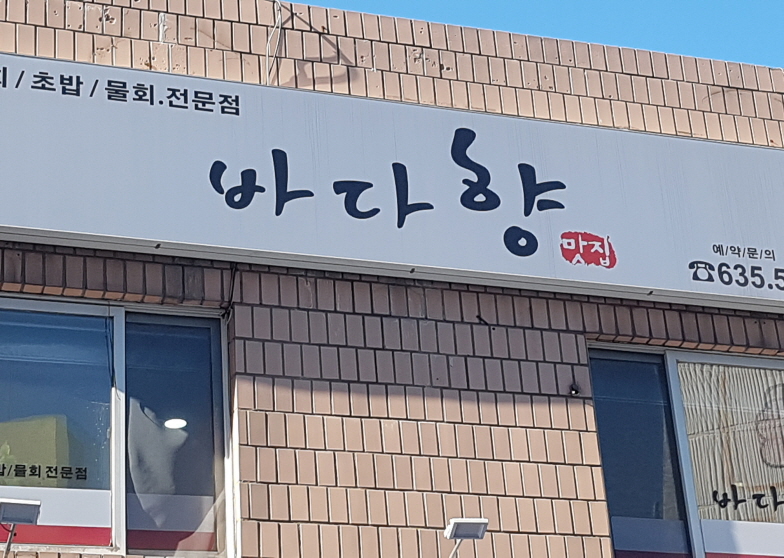 /초밥/물회.전문점
바다향
맛집
예/약/문/의
☎635.5
/물회 전문점
바다